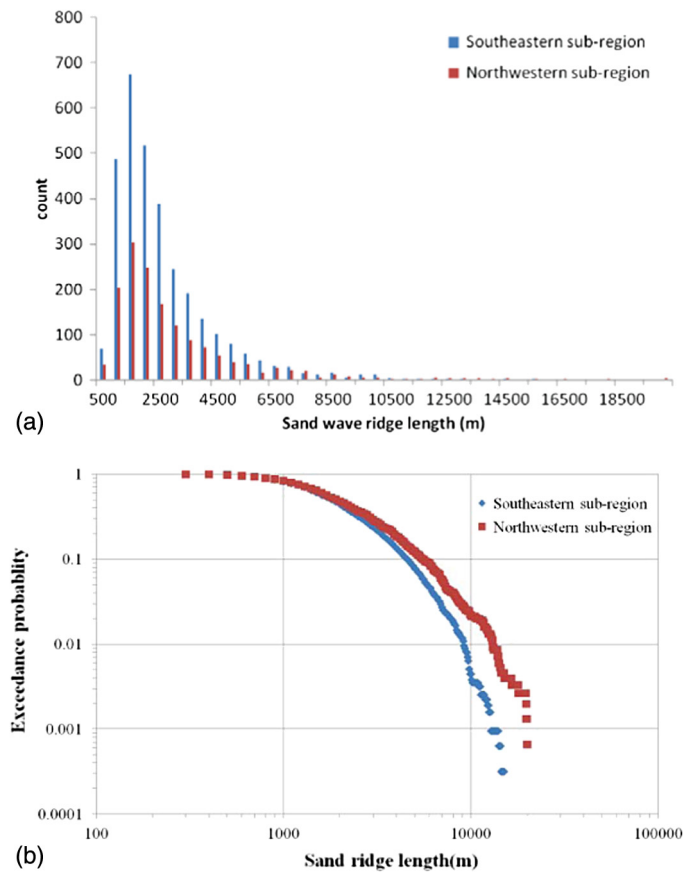 800
700
600
500
400
300
200
100
0
count
Southeastern sub-region
Northwestern sub-region
500 2500 4500 6500 8500 10500 12500 14500 16500 18500
Sand wave ridge length (m)
(a)
1
0.1
0.01
0.001
0.0001
Exceedance probablity
Southeastern sub-region
Northwestern sub-region
100 1000 10000 100000
Sand ridge length(m)
(b)